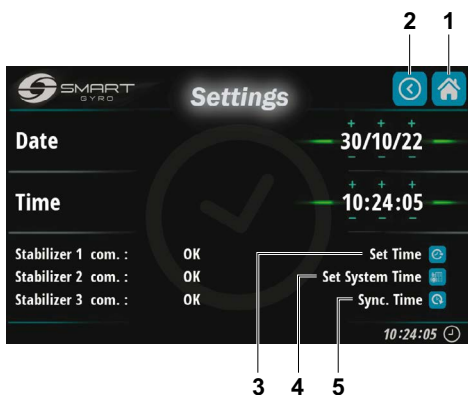 2 1
SMART
GYRO
Settings
+ + +
Date 30/10/22
− − −
+ + +
Time 10:24:05
− − −
Stabilizer 1 com. : OK Set Time
Stabilizer 2 com. : OK Set System Time
Stabilizer 3 com. : OK Sync. Time
10:24:05
3 4 5